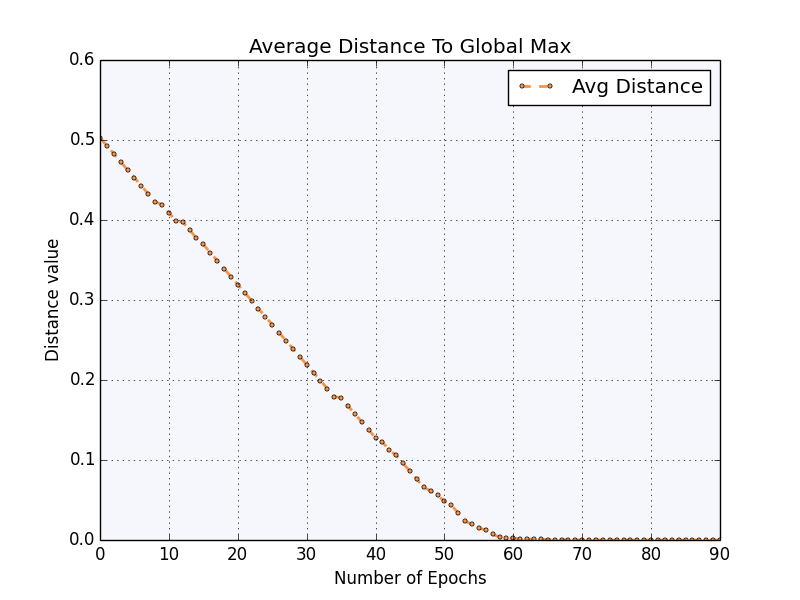 Average Distance To Global Max
Avg Distance
0.6
0.5
0.4
0.3
0.2
0.1
0.0
Distance value
0 10 20 30 40 50 60 70 80 90
Number of Epochs